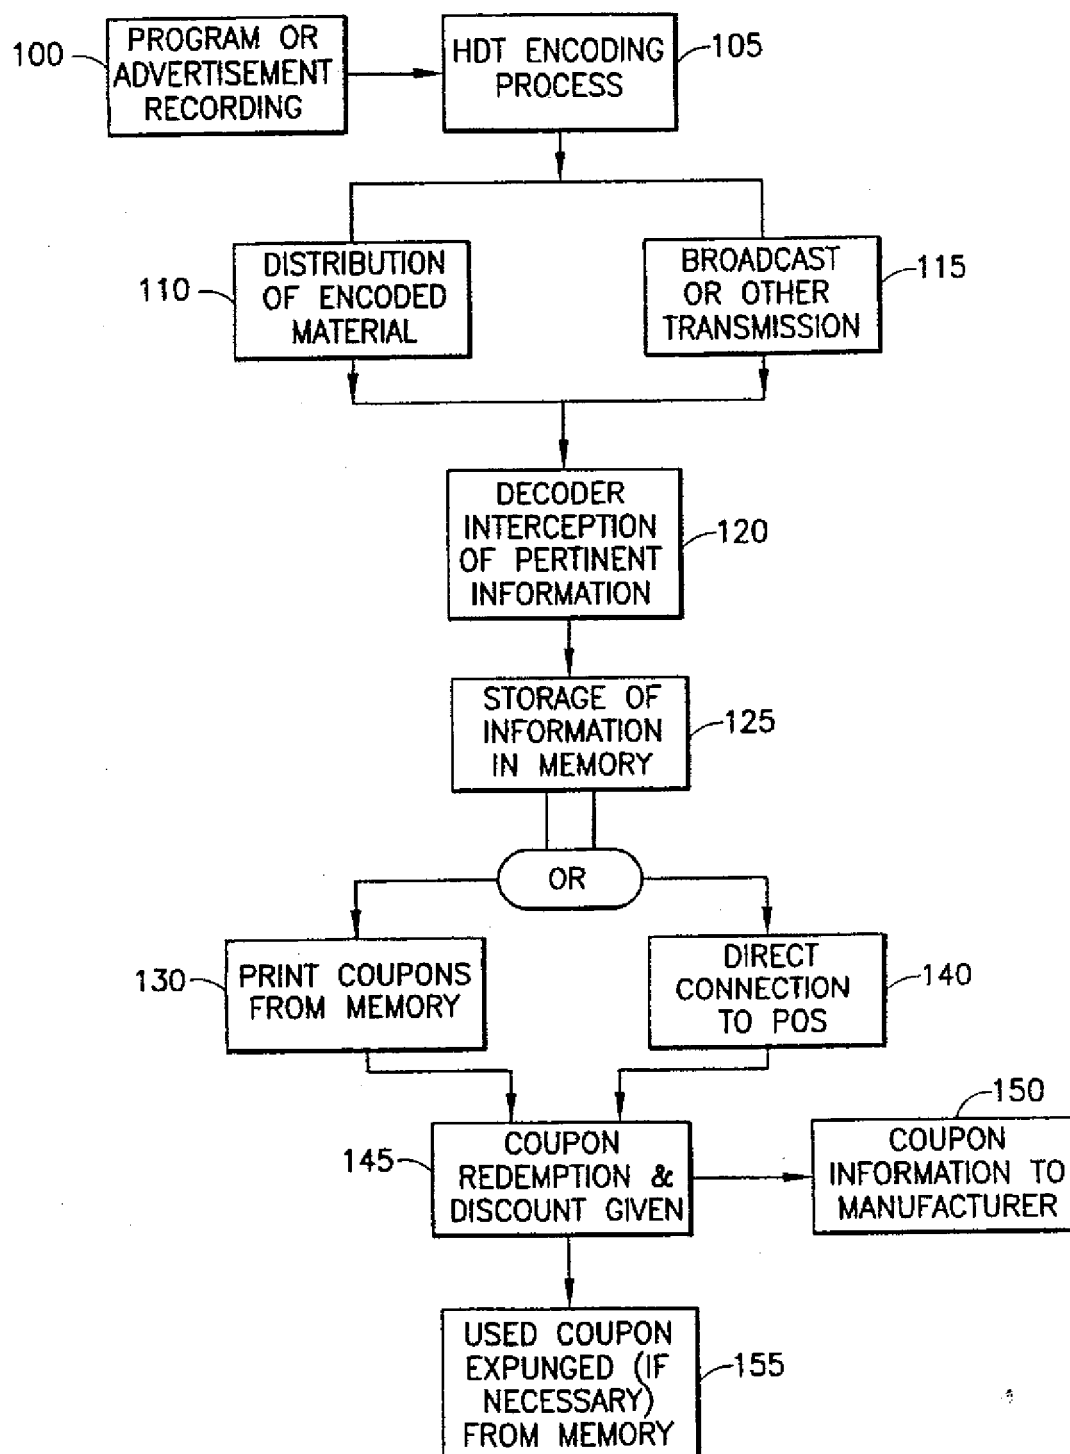 100
PROGRAM OR
ADVERTISEMENT
RECORDING
HDT ENCODING
PROCESS
105
110
DISTRIBUTION
OF ENCODED
MATERIAL
BROADCAST
OR OTHER
TRANSMISSION
115
DECODER
INTERCEPTION
OF PERTINENT
INFORMATION
120
STORAGE OF
INFORMATION
IN MEMORY
125
OR
130
PRINT COUPONS
FROM MEMORY
DIRECT
CONNECTION
TO POS
140
145
COUPON
REDEMPTION &
DISCOUNT GIVEN
150
COUPON
INFORMATION TO
MANUFACTURER
USED COUPON
EXPUNGED (IF
NECESSARY)
FROM MEMORY
155